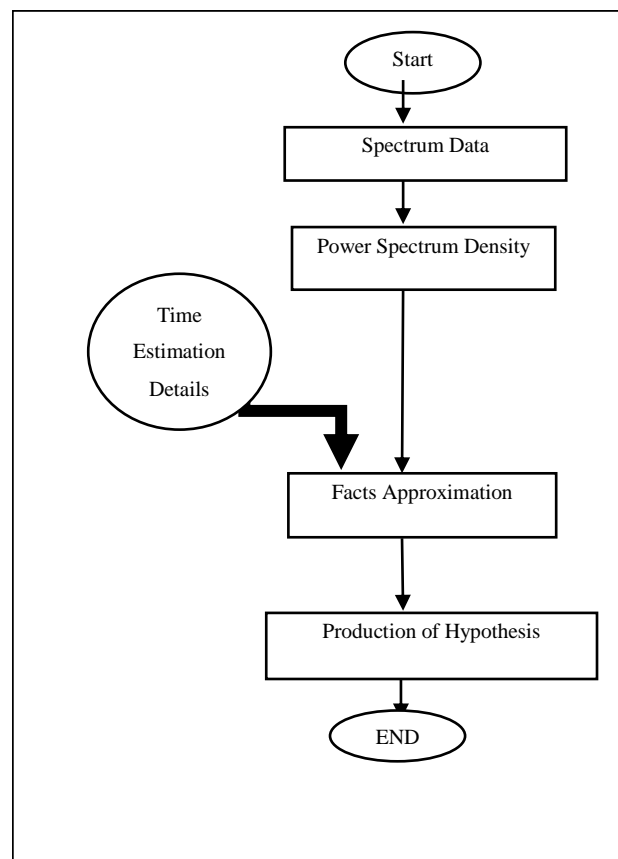 Start
Spectrum Data
Power Spectrum Density
Time
Estimation
Details
Facts Approximation
Production of Hypothesis
END